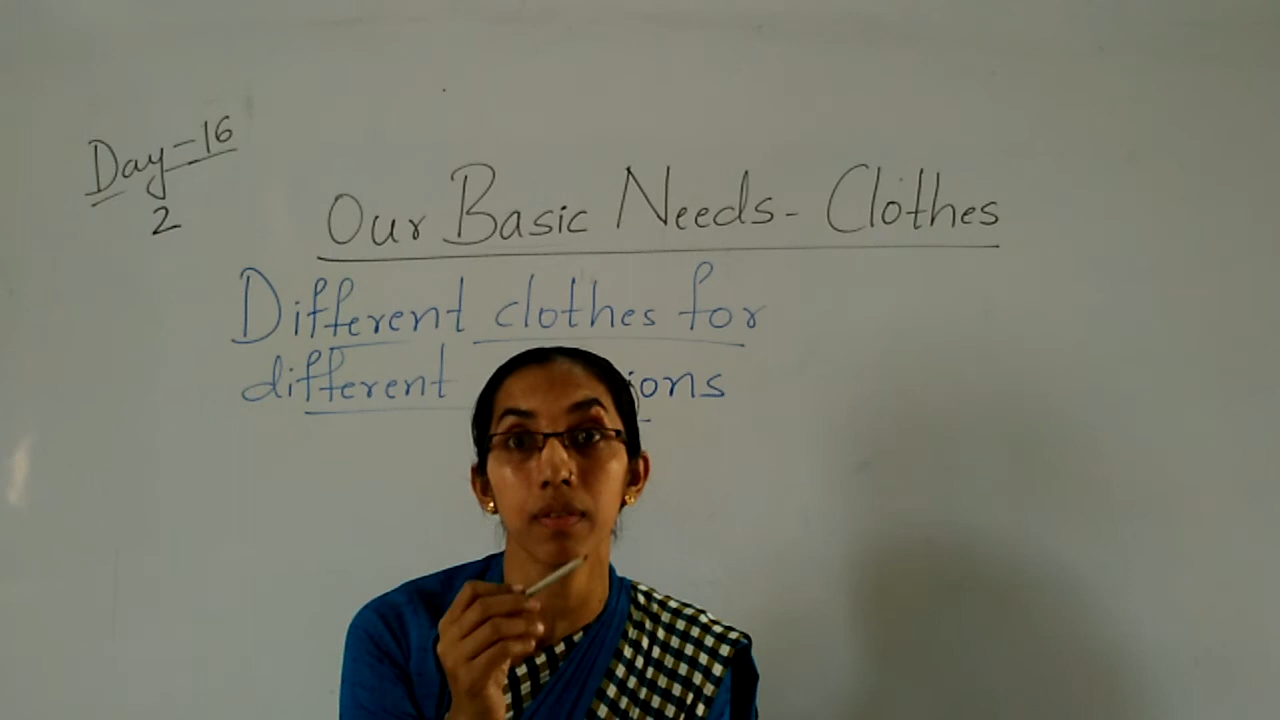 Day-16
2
Our Basic Needs- Clothes
Different clothes for
different